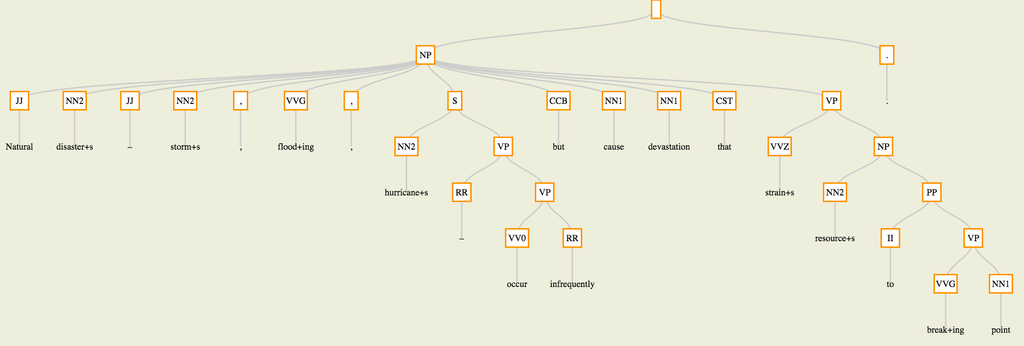 NP .
JJ NN2 JJ NN2 , VVG , S CCB NN1 NN1 CST VP .
Natural disaster+s – storm+s , flood+ing , NN2 VP but cause devastation that VVZ NP
hurricane+s RR VP strain+s NN2 PP
– VV0 RR resource+s II VP
occur infrequently to VVG NN1
break+ing point